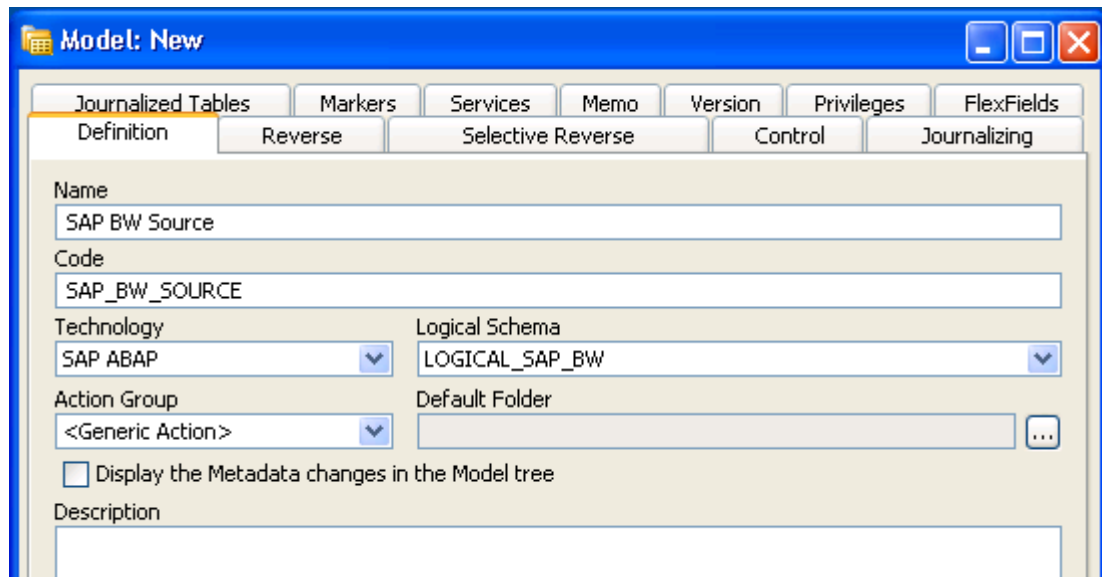 Model: New
Journalized Tables Markers Services Memo Version Privileges FlexFields
Definition Reverse Selective Reverse Control Journalizing
Name
SAP BW Source
Code
SAP_BW_SOURCE
Technology Logical Schema
SAP ABAP LOGICAL_SAP_BW
Action Group Default Folder
<Generic Action> ...
Display the Metadata changes in the Model tree
Description